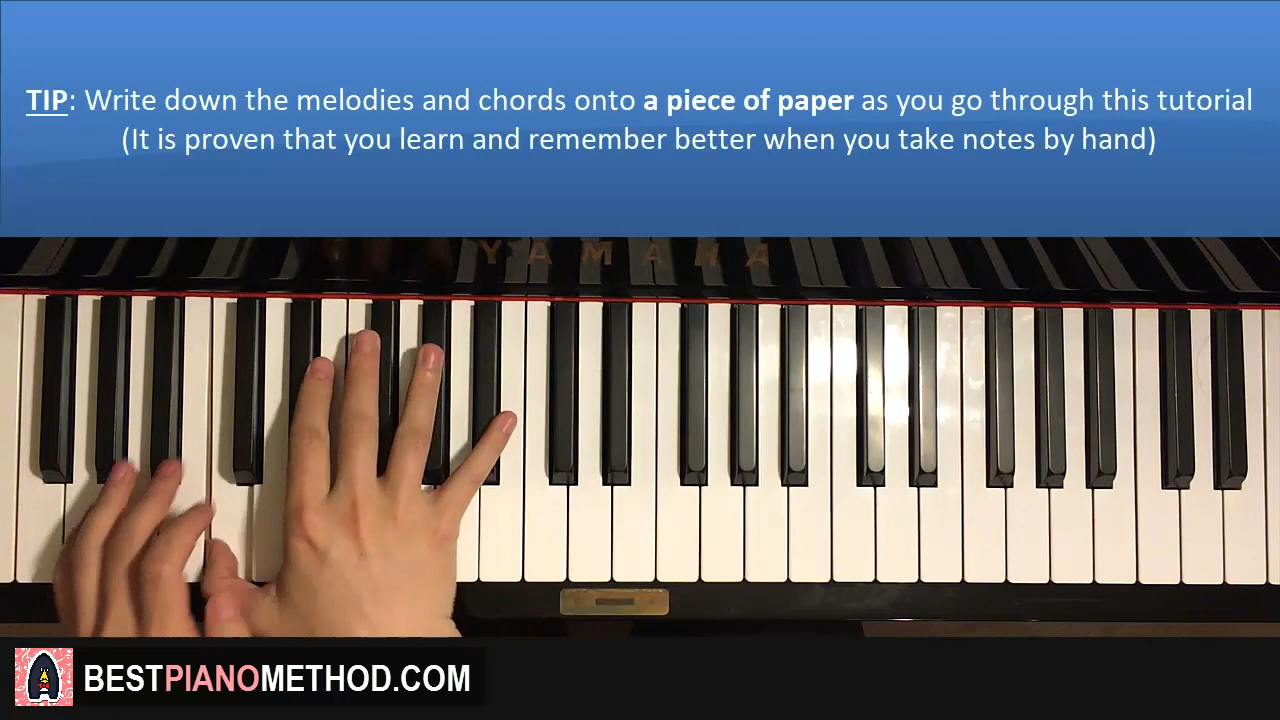 TIP: Write down the melodies and chords onto a piece of paper as you go through this tutorial
(It is proven that you learn and remember better when you take notes by hand)
YAMAHA
BESTPIANOMETHOD.COM